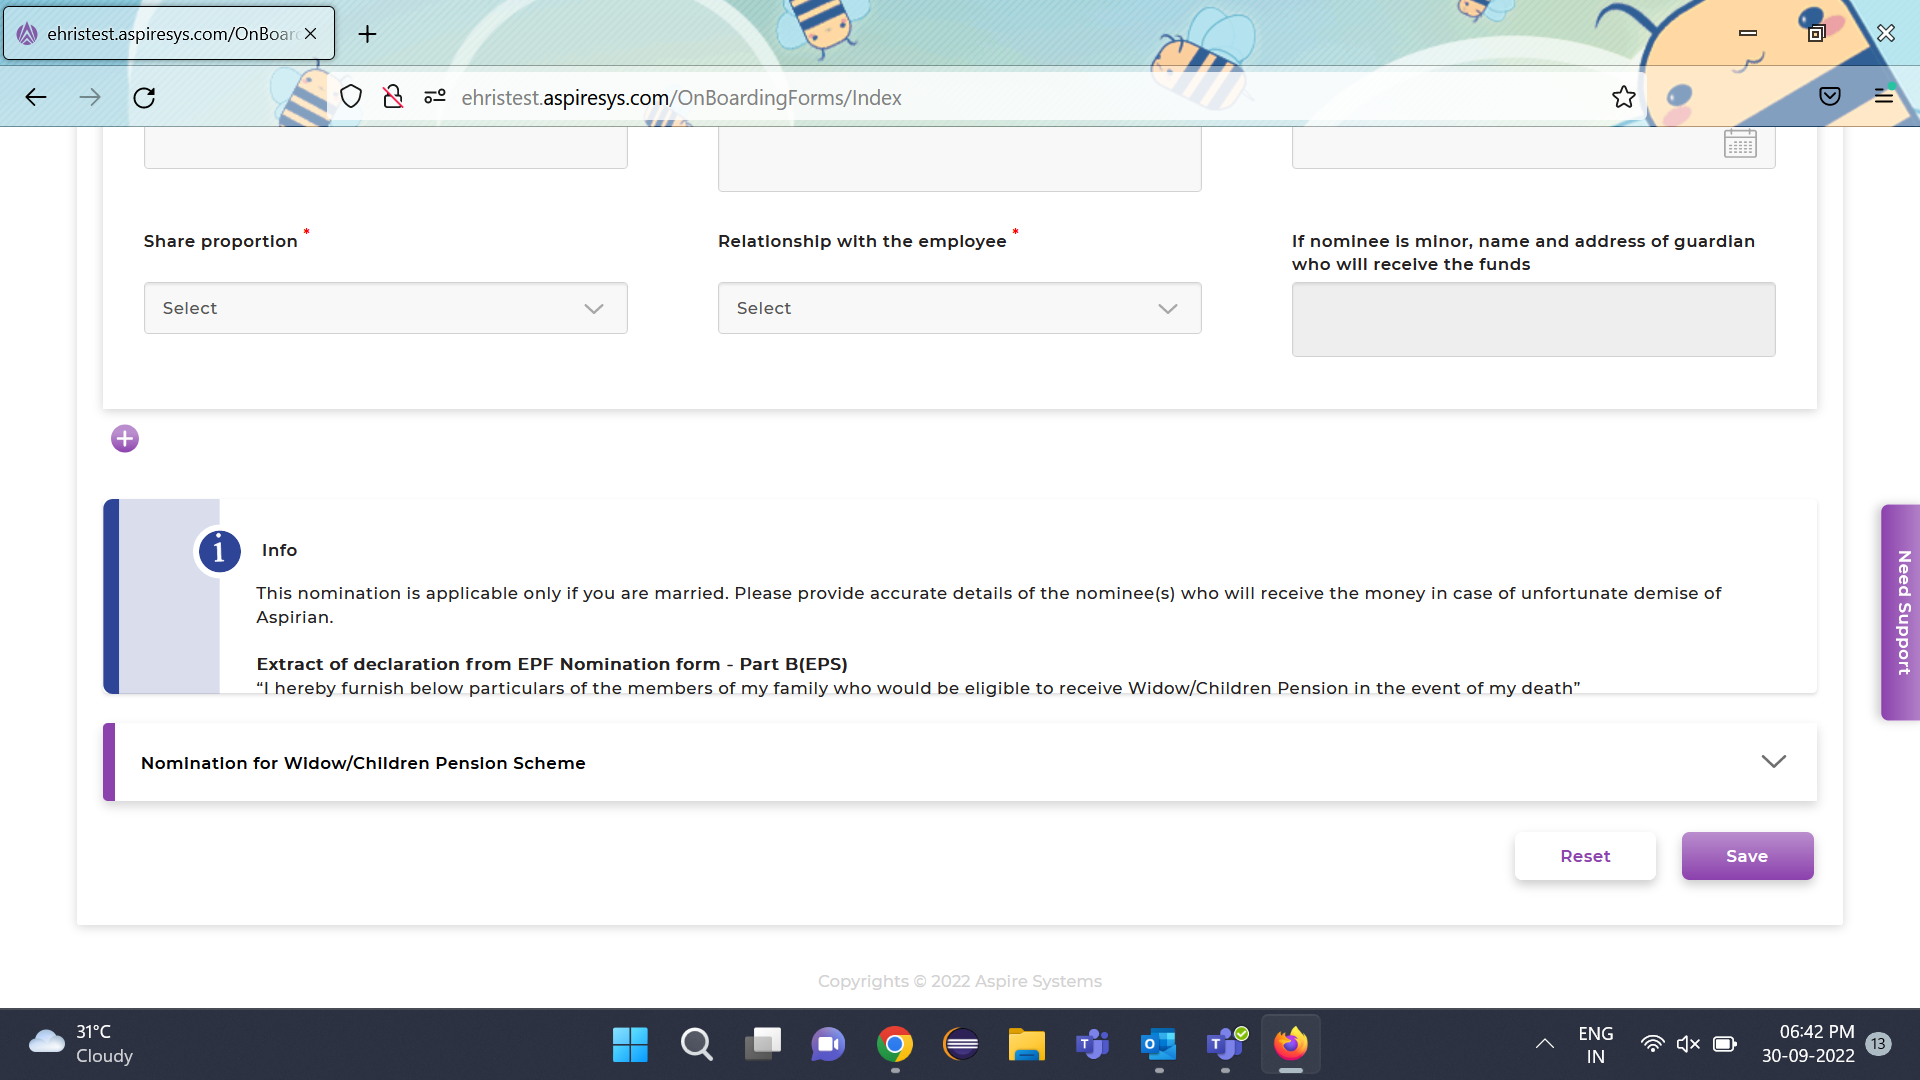 ehristest.aspiresys.com/OnBoar
ehristest.aspiresys.com/OnBoardingForms/Index
Share proportion *
Relationship with the employee *
If nominee is minor, name and address of guardian
who will receive the funds
Select
Select
Info
This nomination is applicable only if you are married. Please provide accurate details of the nominee(s) who will receive the money in case of unfortunate demise of
Aspirian.
Extract of declaration from EPF Nomination form - Part B(EPS)
“I hereby furnish below particulars of the members of my family who would be eligible to receive Widow/Children Pension in the event of my death”
Need Support
Nomination for Widow/Children Pension Scheme
Reset
Save
Copyrights © 2022 Aspire Systems
31°C
Cloudy
ENG
IN
06:42 PM
30-09-2022
13